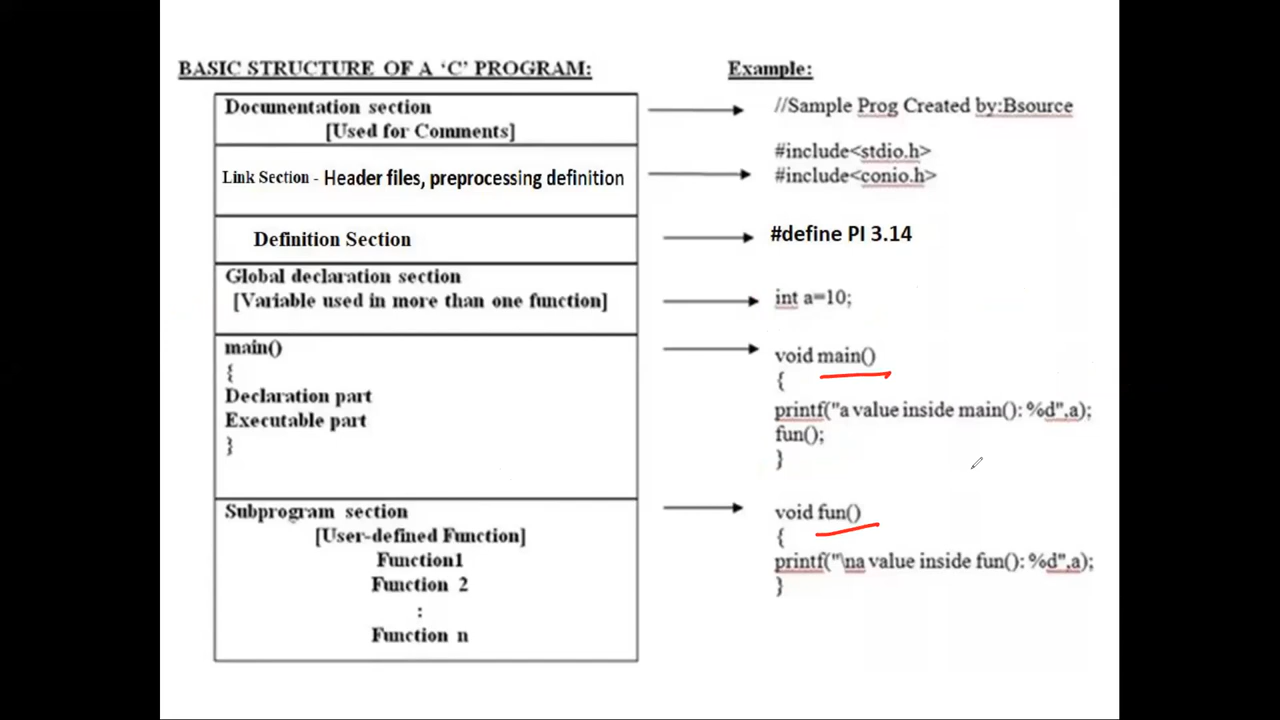 BASIC STRUCTURE OF A ‘C’ PROGRAM:
Documentation section
[Used for Comments]
Link Section - Header files, preprocessing definition
Definition Section
Global declaration section
[Variable used in more than one function]
main()
{
Declaration part
Executable part
}
Subprogram section
[User-defined Function]
Function1
Function 2
:
Function n
Example:
//Sample Prog Created by:Bsource
#include<stdio.h>
#include<conio.h>
#define PI 3.14
int a=10;
void main()
{
printf("a value inside main(): %d",a);
fun();
}
void fun()
{
printf("\na value inside fun(): %d",a);
}